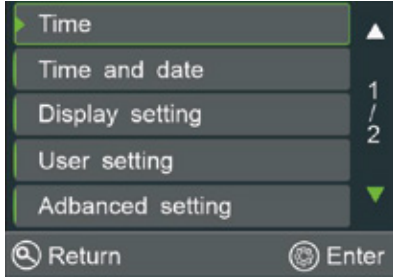 Time
Time and date
Display setting
User setting
Adbanced setting
1
/
2
Return
Enter